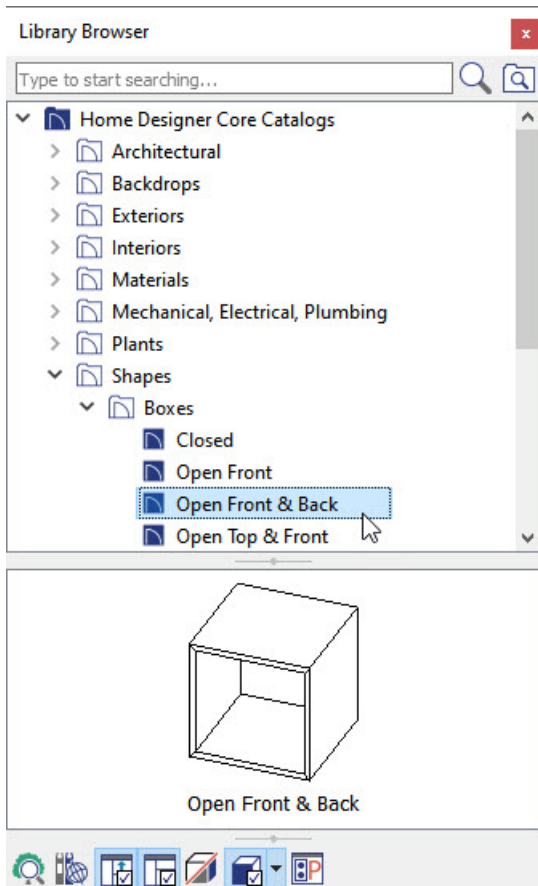 Library Browser
x
Type to start searching...
Home Designer Core Catalogs
Architectural
Backdrops
Exteriors
Interiors
Materials
Mechanical, Electrical, Plumbing
Plants
Shapes
Boxes
Closed
Open Front
Open Front & Back
Open Top & Front
Open Front & Back
P